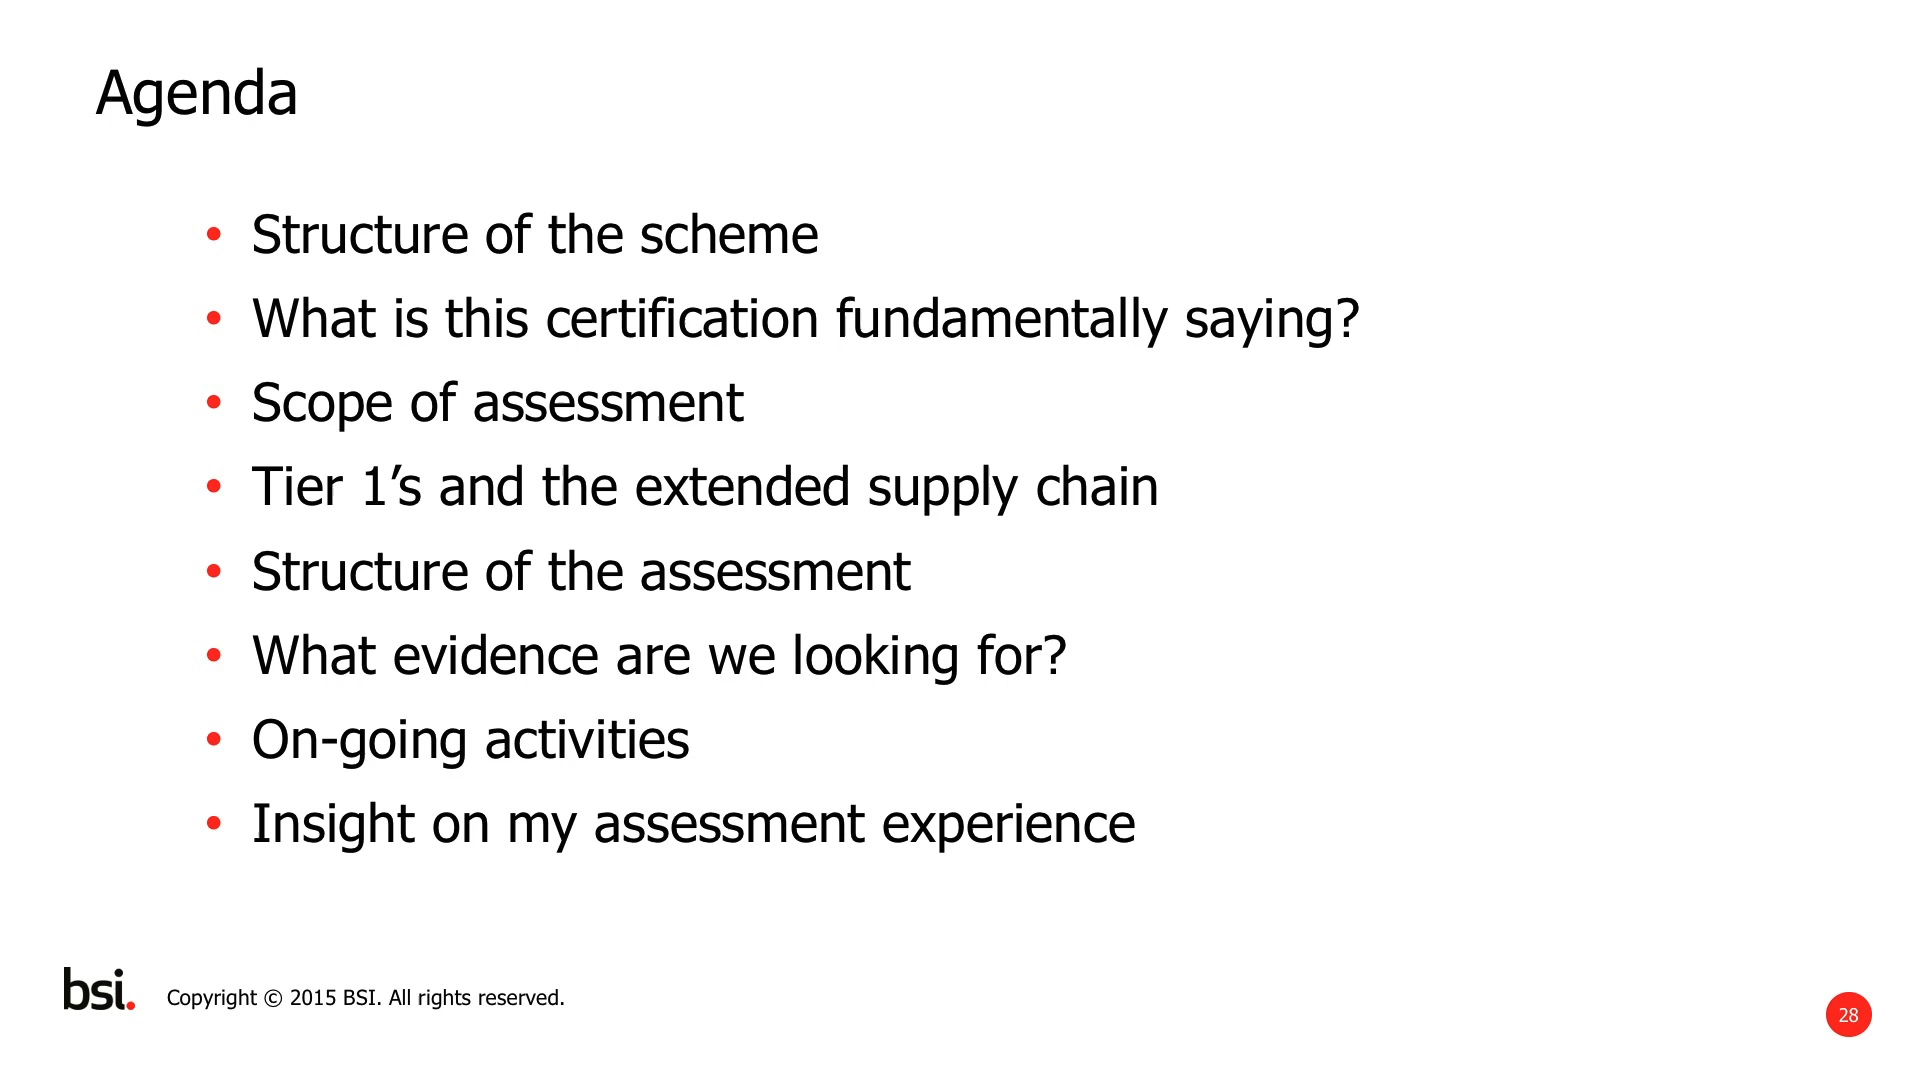 Agenda
• Structure of the scheme
• What is this certification fundamentally saying?
• Scope of assessment
• Tier 1’s and the extended supply chain
• Structure of the assessment
• What evidence are we looking for?
• On-going activities
• Insight on my assessment experience
bsi.
Copyright © 2015 BSI. All rights reserved.
28